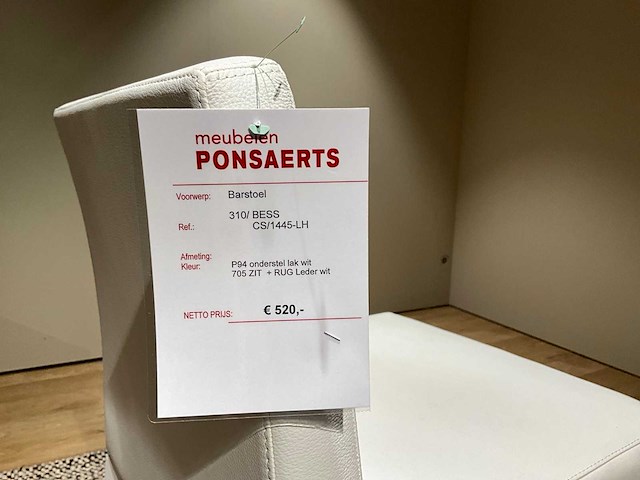 meubelen
PONSAERTS
Voorwerp: Barstoel
310/ BESS
Ref.: CS/1445-LH
Afmeting:
Kleur: P94 onderstel lak wit
705 ZIT + RUG Leder wit
NETTO PRIJS: € 520,-